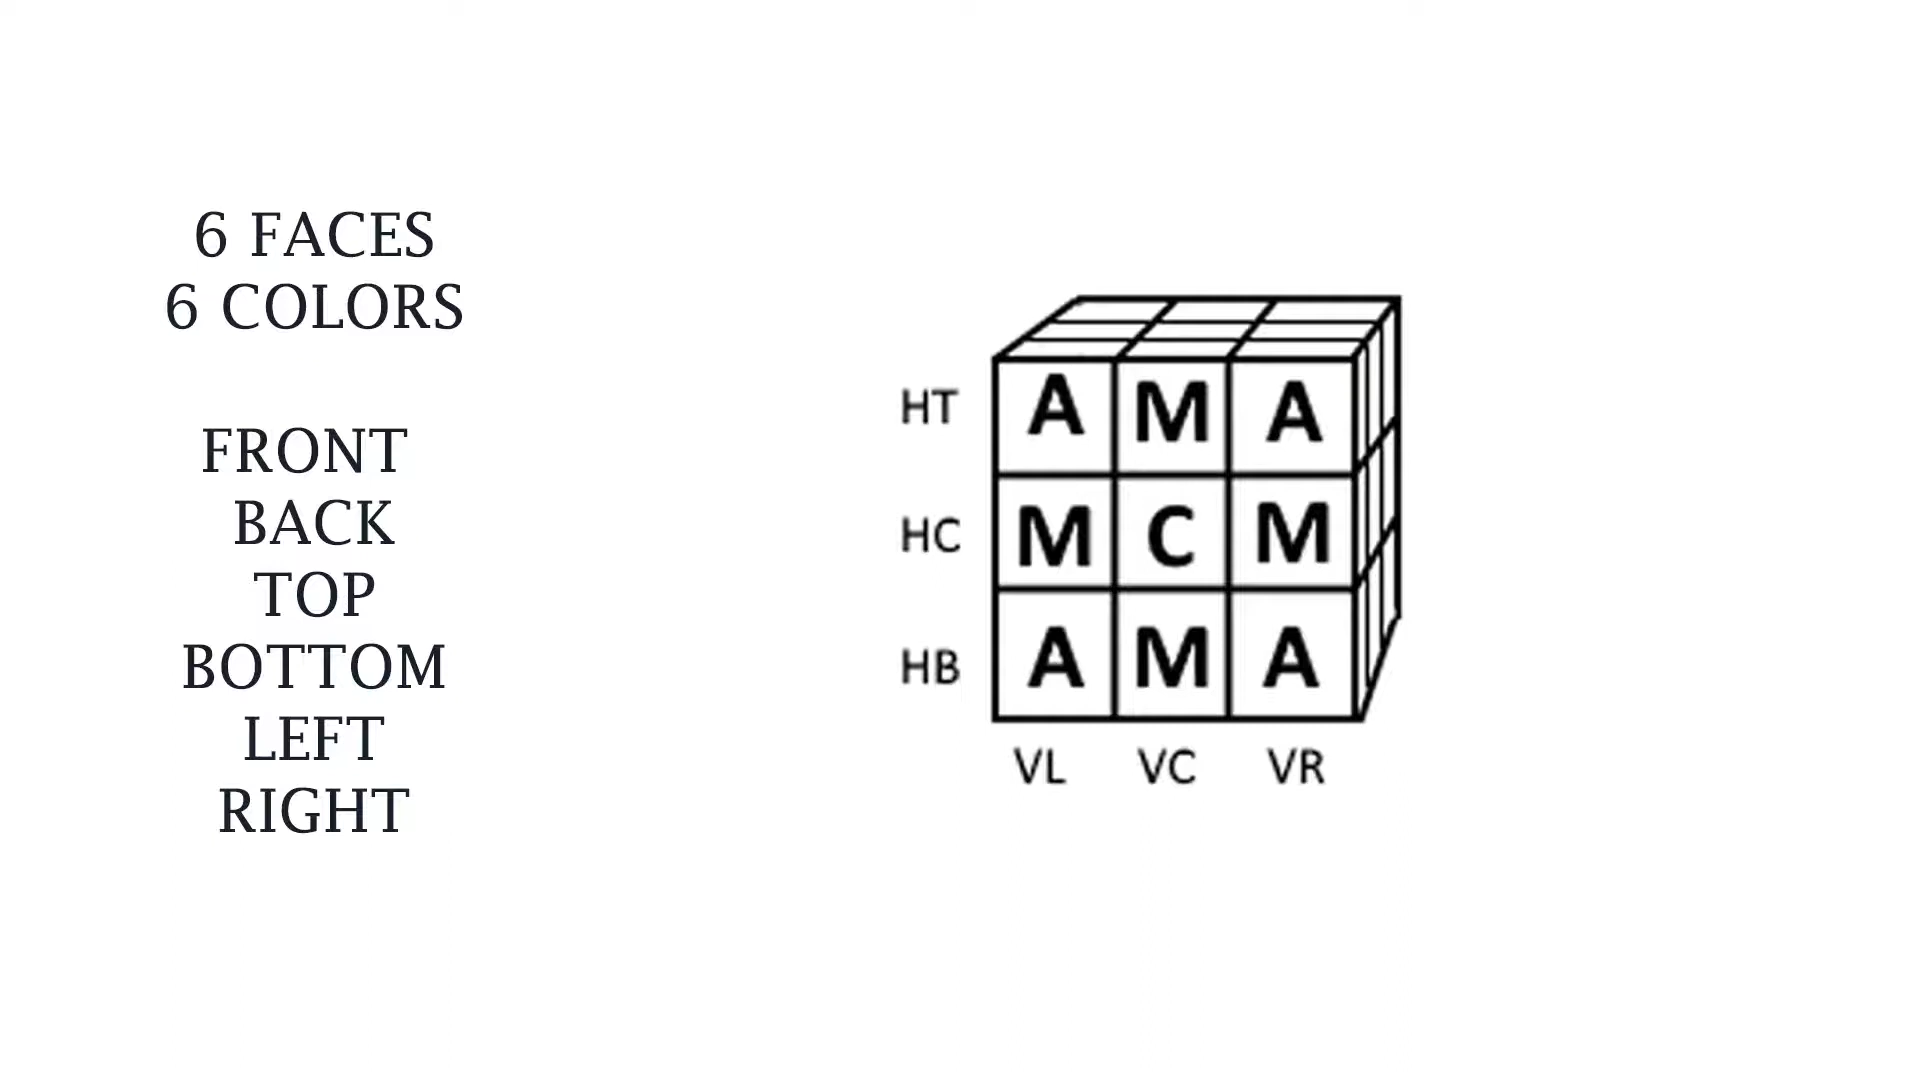 6 FACES
6 COLORS
FRONT
BACK
TOP
BOTTOM
LEFT
RIGHT
HT A M A
HC M C M
HB A M A
VL VC VR